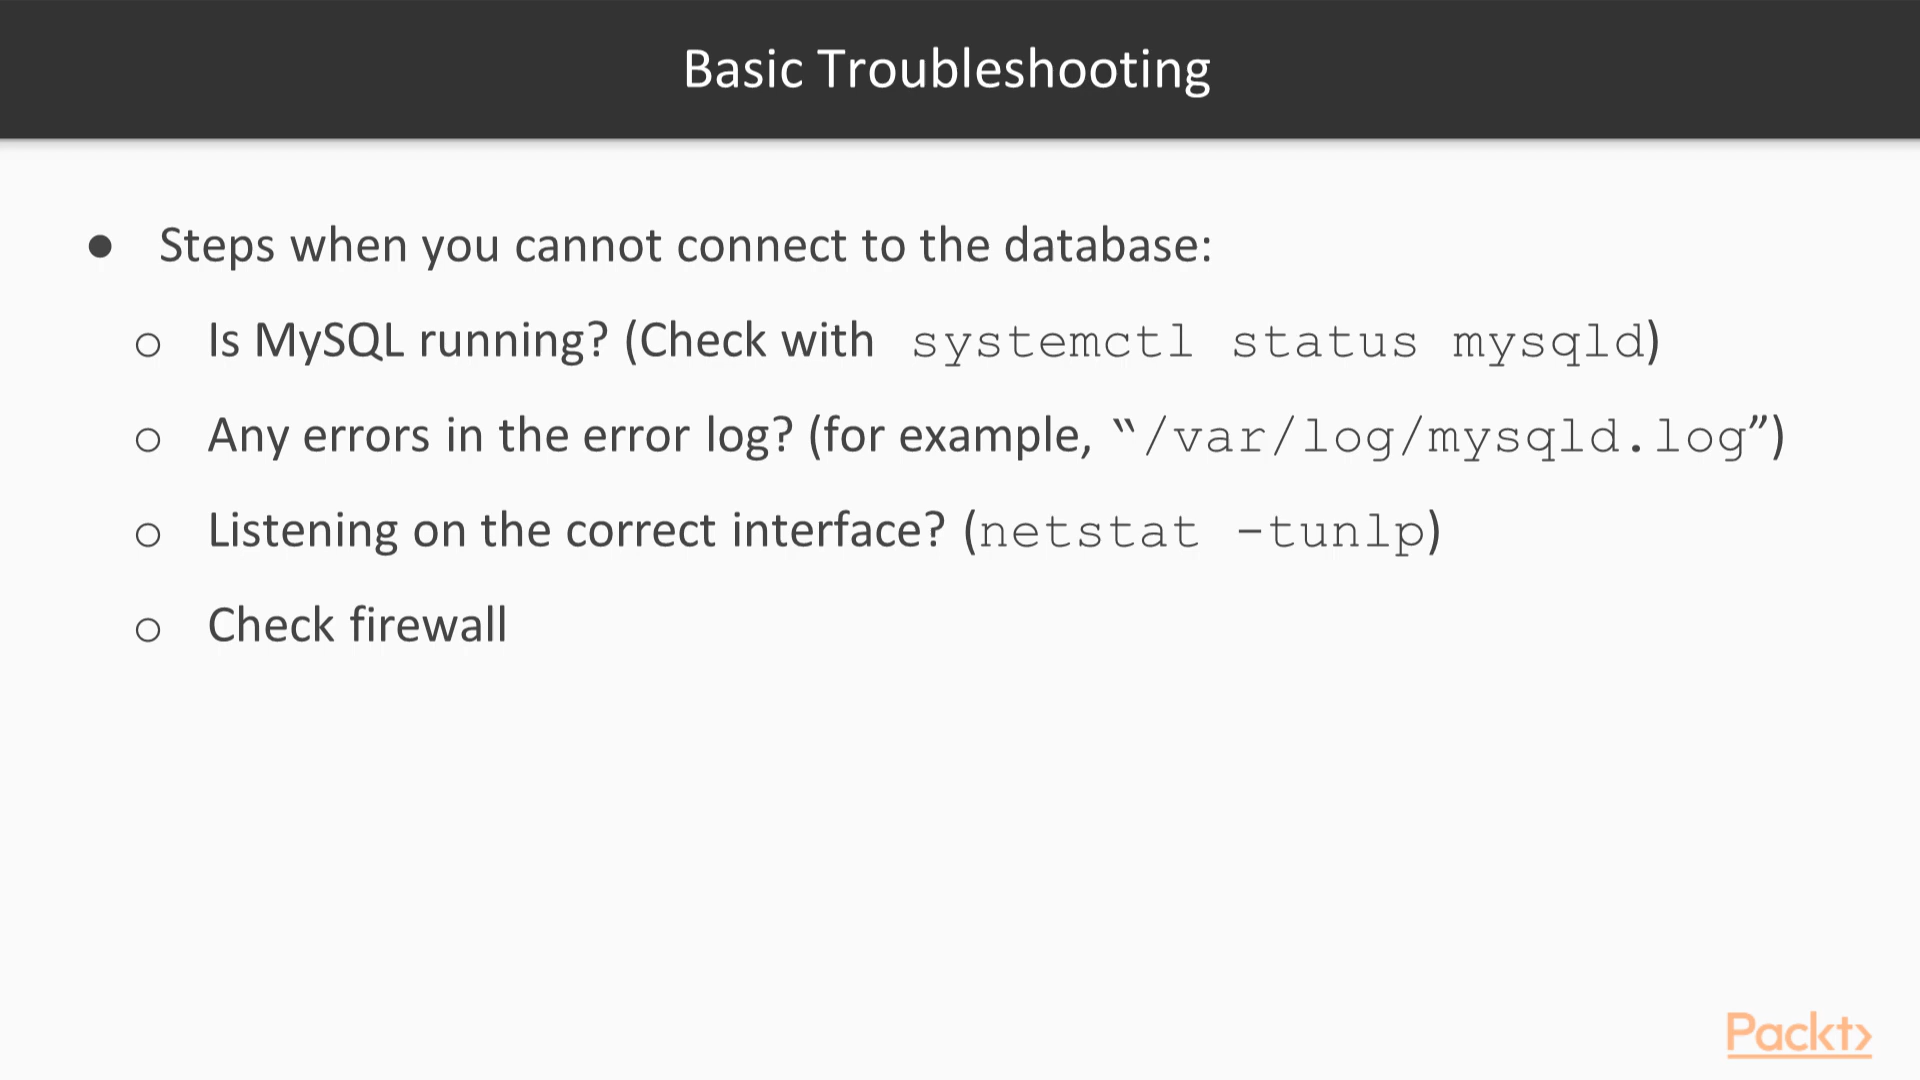 Basic Troubleshooting
● Steps when you cannot connect to the database:
○ Is MySQL running? (Check with systemctl status mysqld)
○ Any errors in the error log? (for example, “/var/log/mysqld.log”)
○ Listening on the correct interface? (netstat -tunlp)
○ Check firewall
Packt>